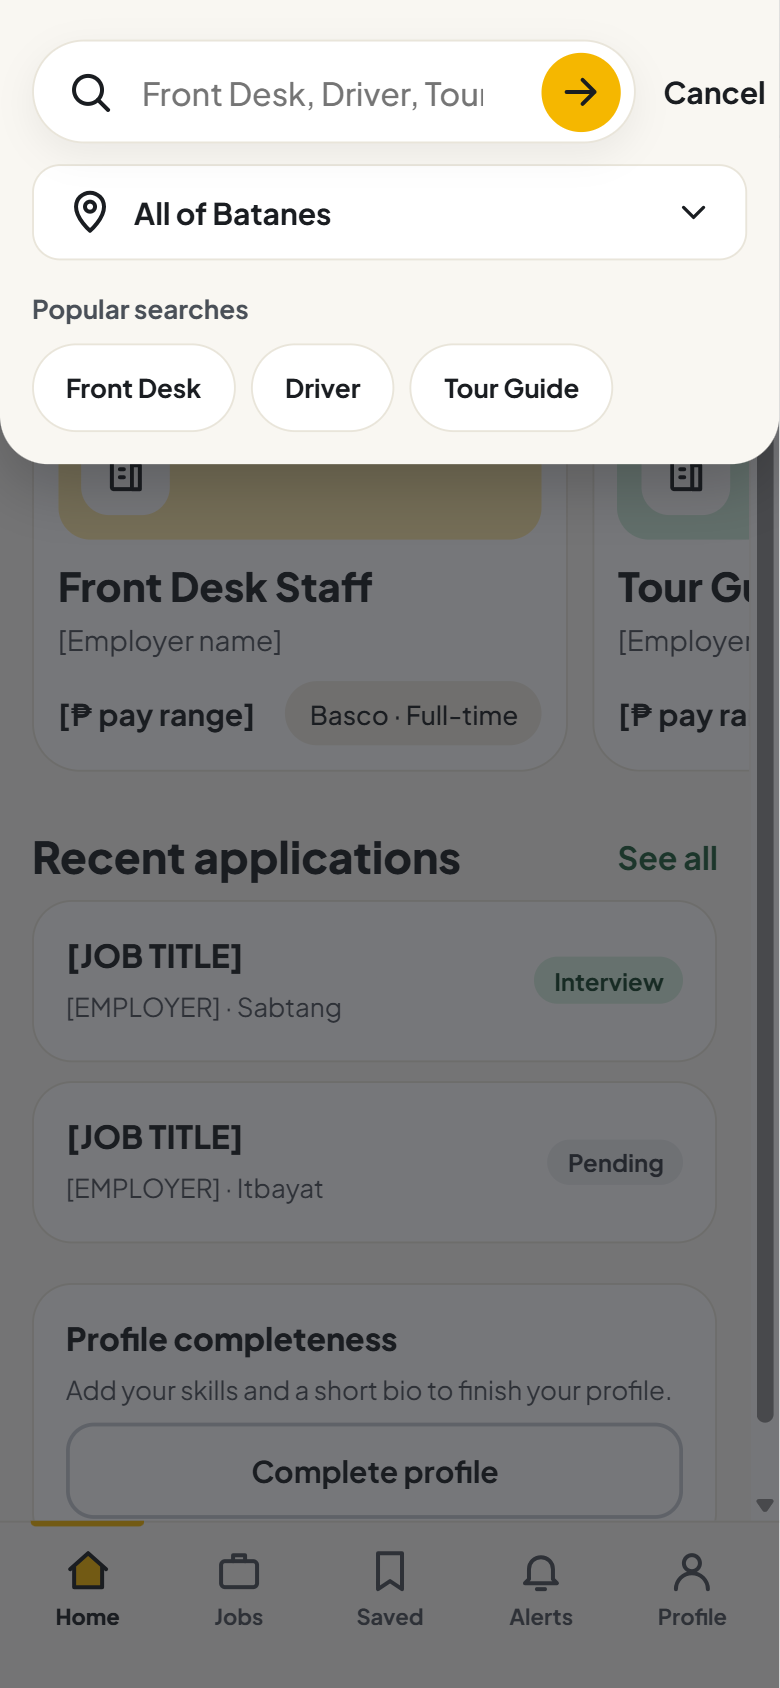 Front Desk, Driver, Tour
Cancel
All of Batanes
Popular searches
Front Desk
Driver
Tour Guide
Front Desk Staff
[Employer name]
[₱ pay range]
Basco · Full-time
Tour Gu
[Employer
[₱ pay ra
Recent applications
See all
[JOB TITLE]
[EMPLOYER] · Sabtang
Interview
[JOB TITLE]
[EMPLOYER] · Itbayat
Pending
Profile completeness
Add your skills and a short bio to finish your profile.
Complete profile
Home
Jobs
Saved
Alerts
Profile